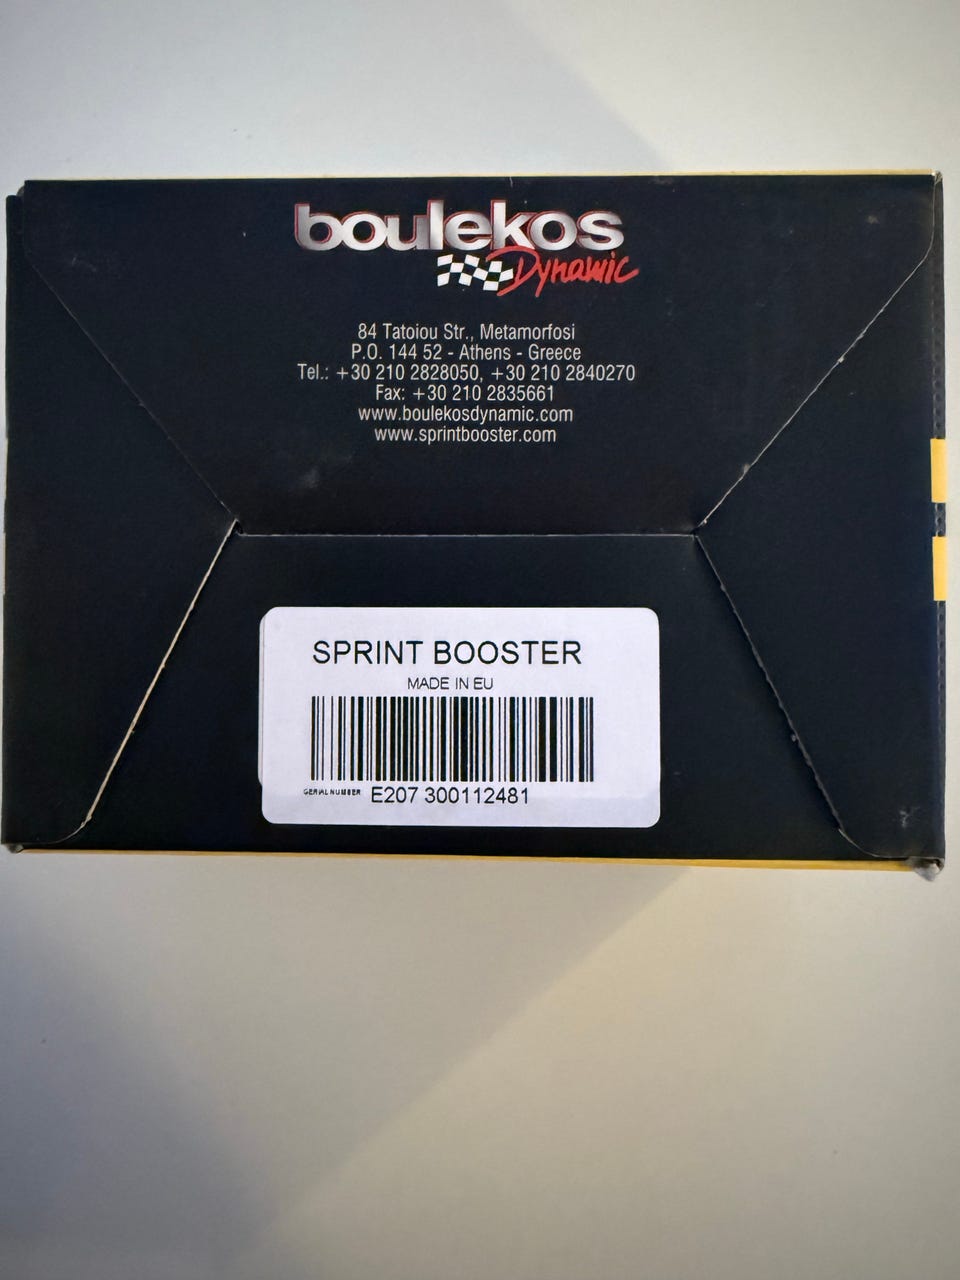 boulekos
Dynamic
84 Tatoiou Str., Metamorfosi
P.O. 144 52 - Athens - Greece
Tel.: +30 210 2828050, +30 210 2840270
Fax: +30 210 2835661
www.boulekosdynamic.com
www.sprintbooster.com
SPRINT BOOSTER
MADE IN EU
SERIAL NUMBER E207 300112481